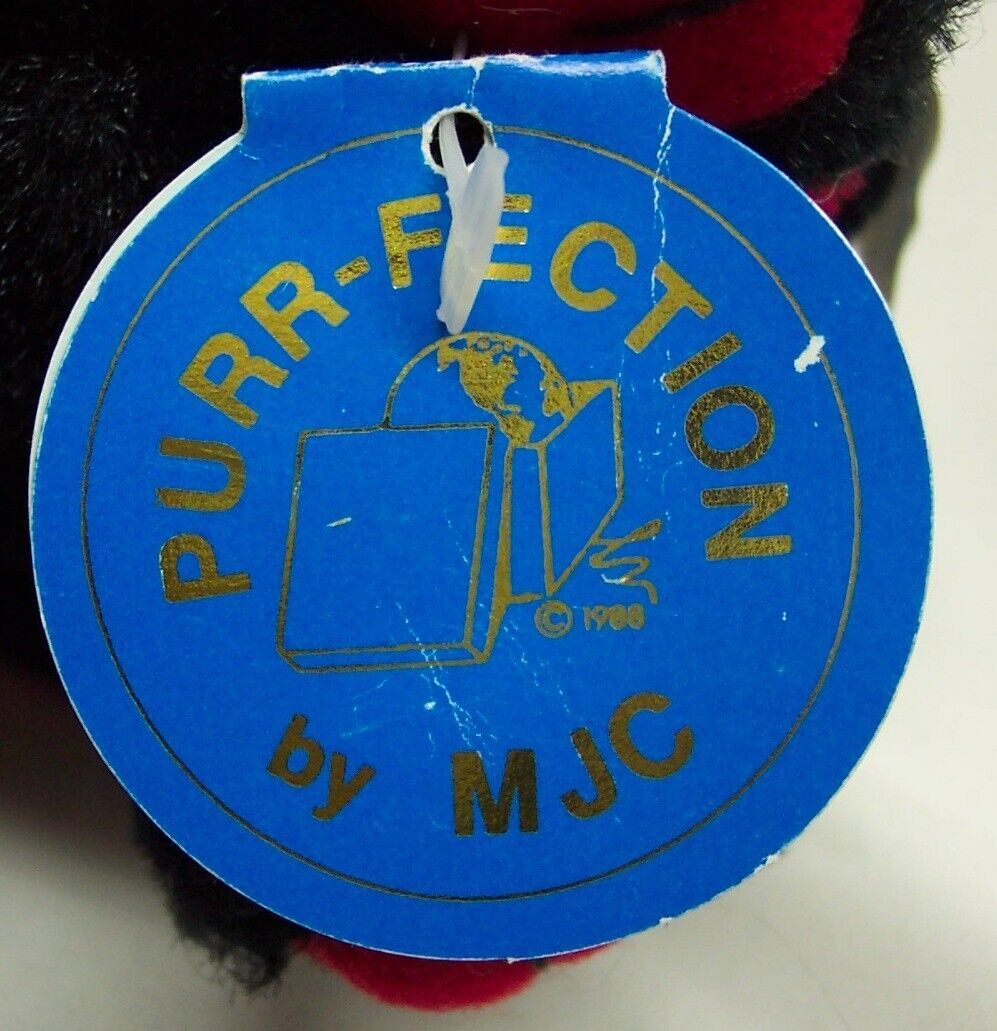 PURR-FECTION
© 1988
by MJC